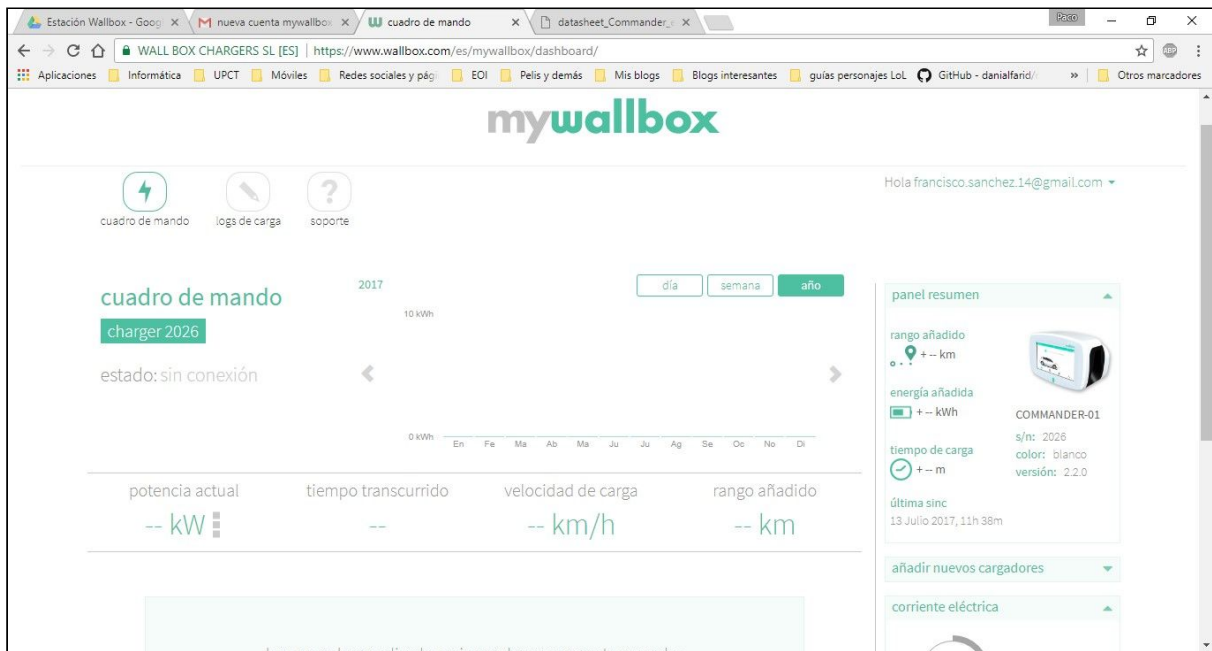 Estación Wallbox - Goog
nueva cuenta mywallbox
cuadro de mando
datasheet_Commander_
Paco
WALL BOX CHARGERS SL [ES] | https://www.wallbox.com/es/mywallbox/dashboard/
ABP
Aplicaciones Informática UPCT Móviles Redes sociales y pági EOI Pelis y demás Mis blogs Blogs interesantes guías personajes LoL GitHub - danialfarid/ » Otros marcadores
mywallbox
Hola francisco.sanchez.14@gmail.com
cuadro de mando logs de carga soporte
cuadro de mando
charger 2026
estado: sin conexión
2017
día semana año
10 kWh
0 kWh
En Fe Ma Ab Ma Ju Ju Ag Se Oc No Di
potencia actual tiempo transcurrido velocidad de carga rango añadido
-- kW -- -- km/h -- km
panel resumen
rango añadido
+ -- km
energía añadida
+ -- kWh
tiempo de carga
+ -- m
última sinc
13 Julio 2017, 11h 38m
COMMANDER-01
s/n: 2026
color: blanco
versión: 2.2.0
añadir nuevos cargadores
corriente eléctrica